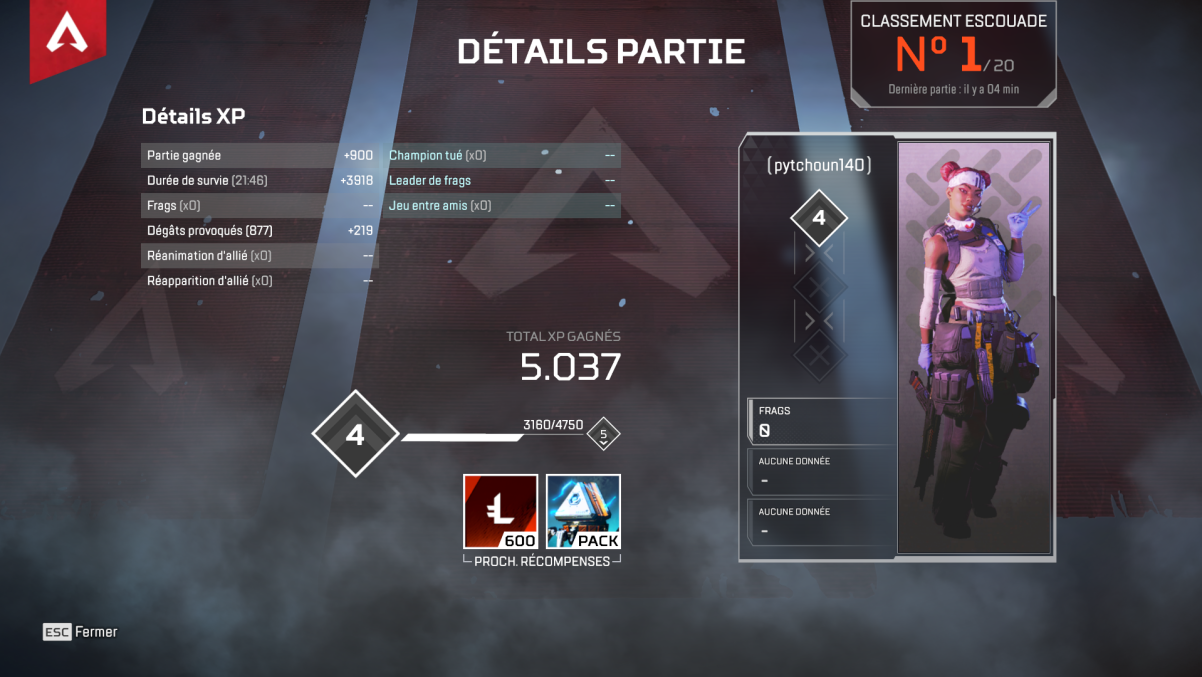 DÉTAILS PARTIE
CLASSEMENT ESCOUADE
Nº 1/20
Dernière partie : il y a 04 min
Détails XP
Partie gagnée +900
Durée de survie (21:46) +3918
Frags (x0) --
Dégâts provoqués (877) +219
Réanimation d'allié (x0) --
Réapparition d'allié (x0) --
Champion tué (x0) --
Leader de frags --
Jeu entre amis (x0) --
TOTAL XP GAGNÉS
5.037
4
3160/4750
5
600
PACK
PROCH. RÉCOMPENSES
(pytchoun140)
4
FRAGS
0
AUCUNE DONNÉE
-
AUCUNE DONNÉE
-
ESC Fermer